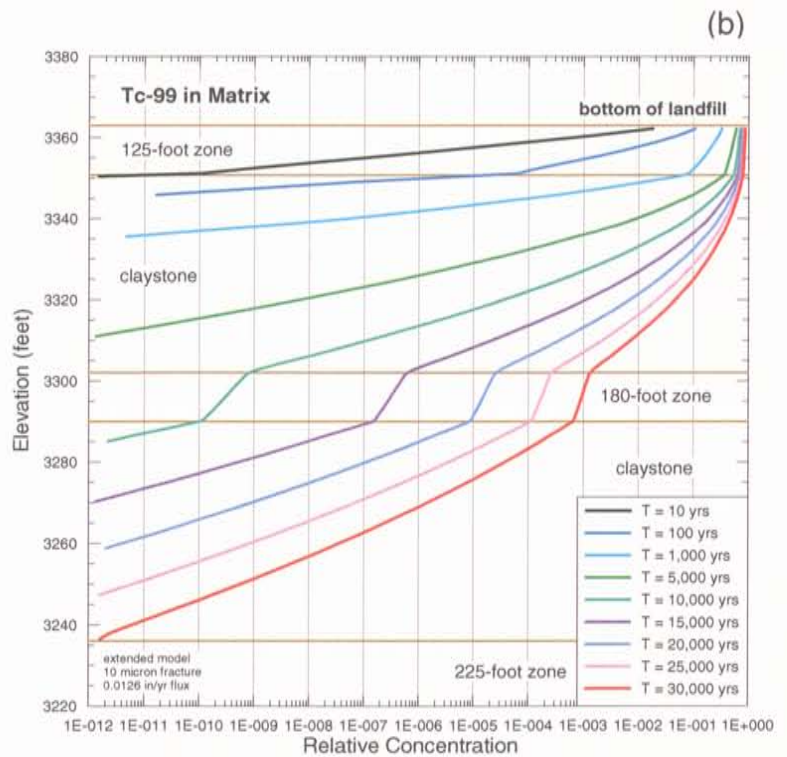 (b)
3380
Tc-99 in Matrix
bottom of landfill
3360
125-foot zone
3340
claystone
3320
3300
180-foot zone
3280
claystone
3260
3240
3220
Elevation (feet)
T = 10 yrs
T = 100 yrs
T = 1,000 yrs
T = 5,000 yrs
T = 10,000 yrs
T = 15,000 yrs
T = 20,000 yrs
T = 25,000 yrs
T = 30,000 yrs
extended model
10 micron fracture
0.0126 in/yr flux
225-foot zone
1E-012 1E-011 1E-010 1E-009 1E-008 1E-007 1E-006 1E-005 1E-004 1E-003 1E-002 1E-001 1E+000
Relative Concentration